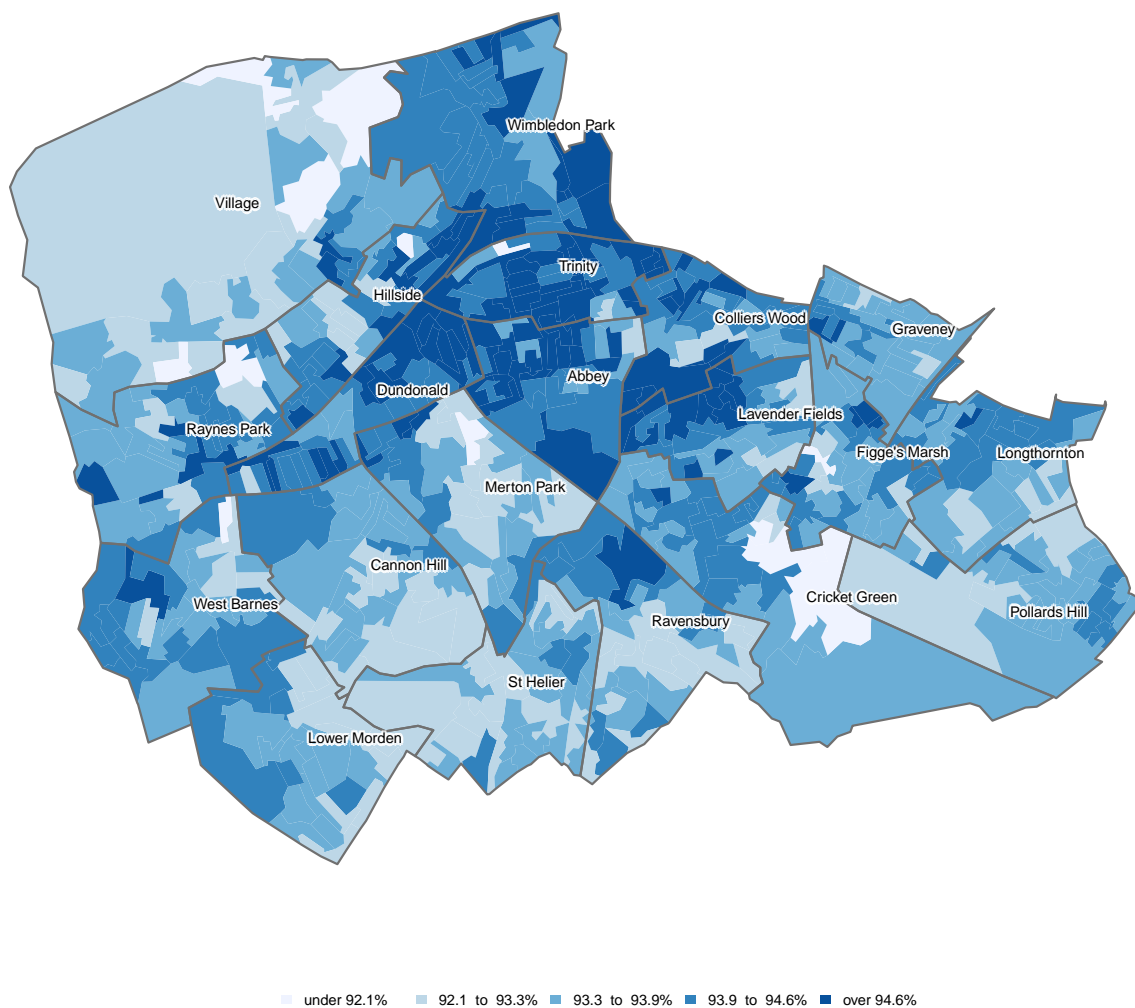 Wimbledon Park
Village
Trinity
Hillside
Colliers Wood
Graveney
Abbey
Dundonald
Lavender Fields
Raynes Park
Figge's Marsh
Longthornton
Merton Park
Cannon Hill
Cricket Green
West Barnes
Pollards Hill
Ravensbury
St Helier
Lower Morden
under 92.1% 92.1 to 93.3% 93.3 to 93.9% 93.9 to 94.6% over 94.6%